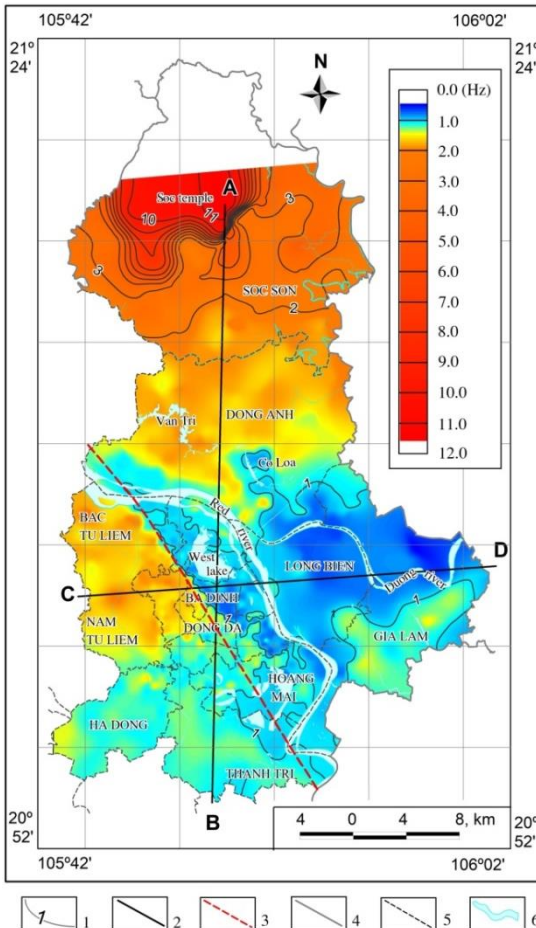 105°42' 106°02'
21°
24'
21°
24'
N
0.0 (Hz)
1.0
2.0
3.0
4.0
5.0
6.0
7.0
8.0
9.0
10.0
11.0
12.0
A
Soc temple
11
3
10
3
SOC SON
2
DONG ANH
Van Tri
Co Loa
1
BAC
TU LIEM
Red river
West
lake
LONG BIEN
D
Duong river
C
BA DINH
1
NAM
TU LIEM
DONG DA
1
GIA LAM
HOANG
MAI
HA DONG
1
THANH TRI
B
4 0 4 8, km
20°
52'
20°
52'
105°42' 106°02'
1 1 2 3 4 5 6